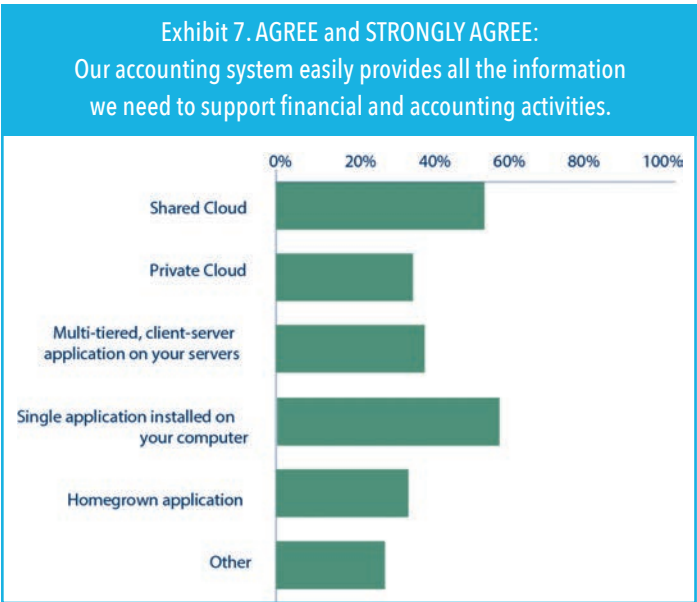 Exhibit 7. AGREE and STRONGLY AGREE:
Our accounting system easily provides all the information
we need to support financial and accounting activities.
0% 20% 40% 60% 80% 100%
Shared Cloud
Private Cloud
Multi-tiered, client-server
application on your servers
Single application installed on
your computer
Homegrown application
Other